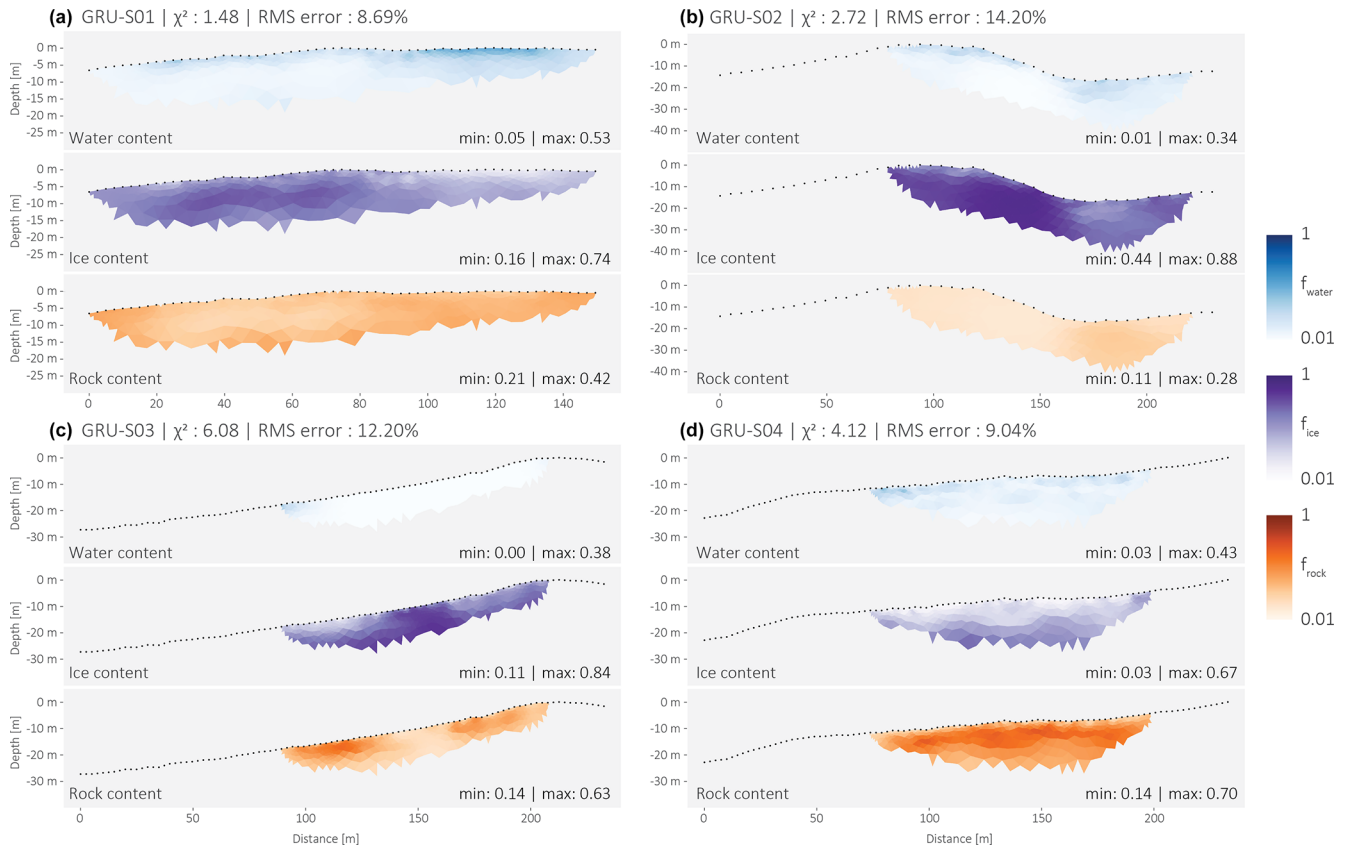 (a) GRU-S01 | χ² : 1.48 | RMS error : 8.69%
0 m
-5 m
-10 m
-15 m
-20 m
-25 m
Depth [m]
Water content
min: 0.05 | max: 0.53
0 m
-5 m
-10 m
-15 m
-20 m
-25 m
Depth [m]
Ice content
min: 0.16 | max: 0.74
0 m
-5 m
-10 m
-15 m
-20 m
-25 m
Depth [m]
Rock content
min: 0.21 | max: 0.42
0 20 40 60 80 100 120 140
(b) GRU-S02 | χ² : 2.72 | RMS error : 14.20%
0 m
-10 m
-20 m
-30 m
-40 m
Water content
min: 0.01 | max: 0.34
0 m
-10 m
-20 m
-30 m
-40 m
Ice content
min: 0.44 | max: 0.88
0 m
-10 m
-20 m
-30 m
-40 m
Rock content
min: 0.11 | max: 0.28
0 50 100 150 200
(c) GRU-S03 | χ² : 6.08 | RMS error : 12.20%
0 m
-10 m
-20 m
-30 m
Depth [m]
Water content
min: 0.00 | max: 0.38
0 m
-10 m
-20 m
-30 m
Depth [m]
Ice content
min: 0.11 | max: 0.84
0 m
-10 m
-20 m
-30 m
Depth [m]
Rock content
min: 0.14 | max: 0.63
0 50 100 150 200
Distance [m]
(d) GRU-S04 | χ² : 4.12 | RMS error : 9.04%
0 m
-10 m
-20 m
-30 m
Water content
min: 0.03 | max: 0.43
0 m
-10 m
-20 m
-30 m
Ice content
min: 0.03 | max: 0.67
0 m
-10 m
-20 m
-30 m
Rock content
min: 0.14 | max: 0.70
0 50 100 150 200
Distance [m]
1
f water
0.01
1
f ice
0.01
1
f rock
0.01